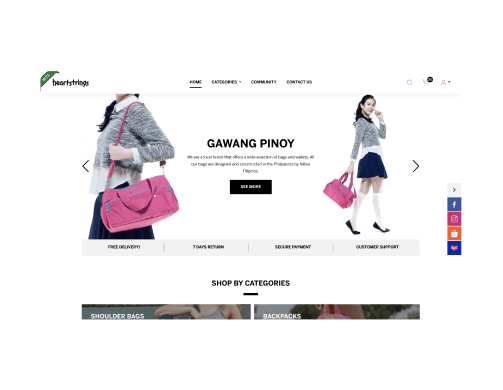 heartstrings
HOME
CATEGORIES
COMMUNITY
CONTACT US
GAWANG PINOY
We are a local brand that offers a wide selection of bags and wallets. All
our bags are designed and constructed in the Philippines by fellow
Filipinos.
SEE MORE
FREE DELIVERY!
7 DAYS RETURN
SECURE PAYMENT
CUSTOMER SUPPORT
SHOP BY CATEGORIES
SHOULDER BAGS
BACKPACKS